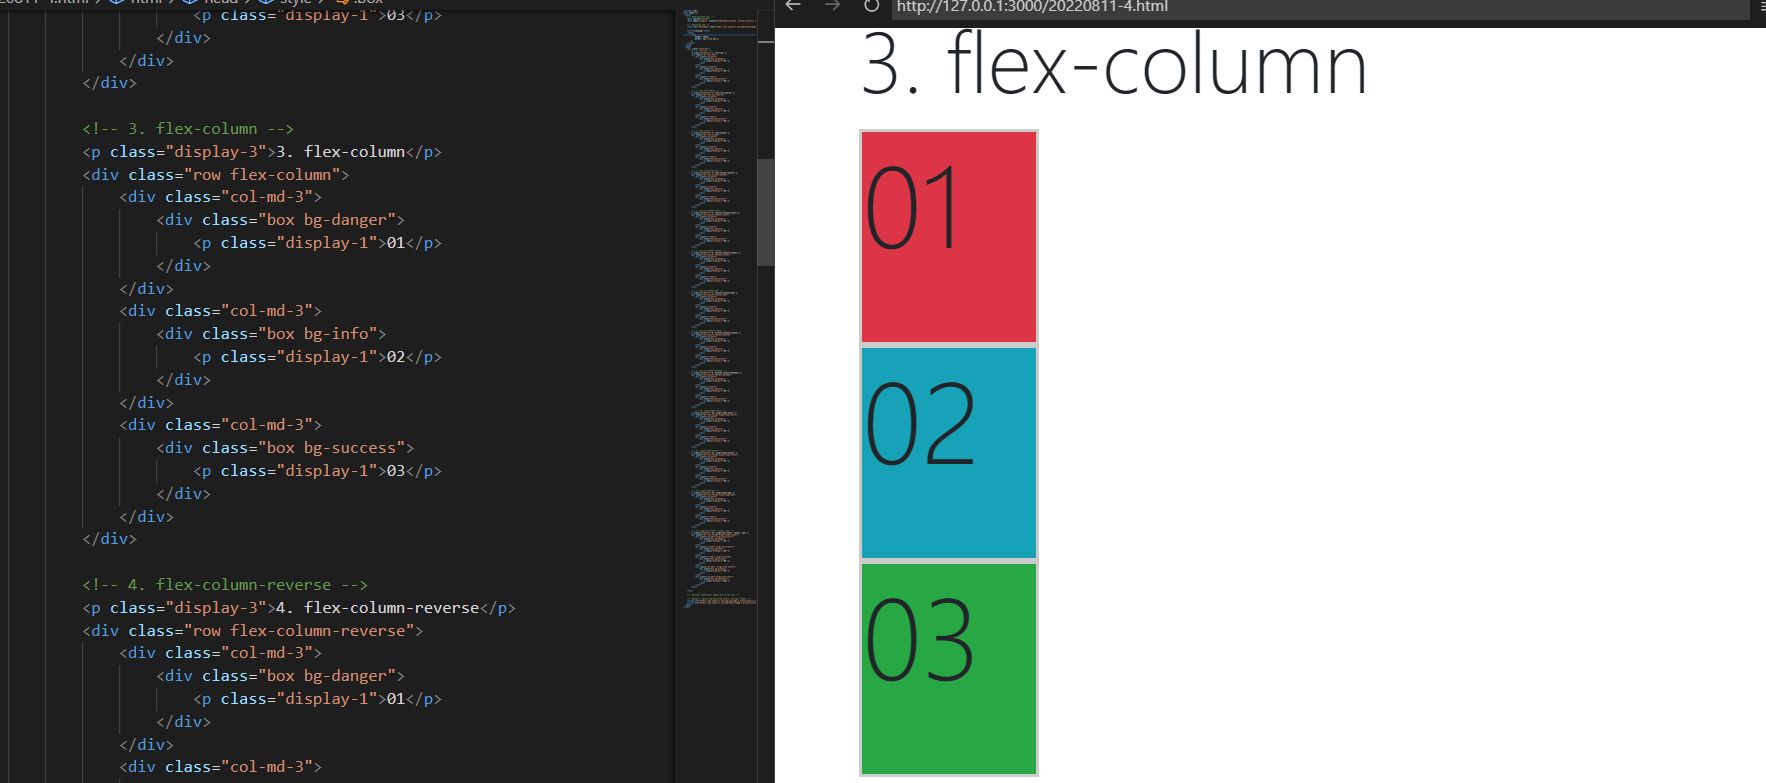 html
head
style
.box
<p class="display-1">03</p>
</div>
</div>
</div>
<!-- 3. flex-column -->
<p class="display-3">3. flex-column</p>
<div class="row flex-column">
<div class="col-md-3">
<div class="box bg-danger">
<p class="display-1">01</p>
</div>
</div>
<div class="col-md-3">
<div class="box bg-info">
<p class="display-1">02</p>
</div>
</div>
<div class="col-md-3">
<div class="box bg-success">
<p class="display-1">03</p>
</div>
</div>
</div>
<!-- 4. flex-column-reverse -->
<p class="display-3">4. flex-column-reverse</p>
<div class="row flex-column-reverse">
<div class="col-md-3">
<div class="box bg-danger">
<p class="display-1">01</p>
</div>
</div>
<div class="col-md-3">
http://127.0.0.1:3000/20220811-4.html
3. flex-column
01
02
03